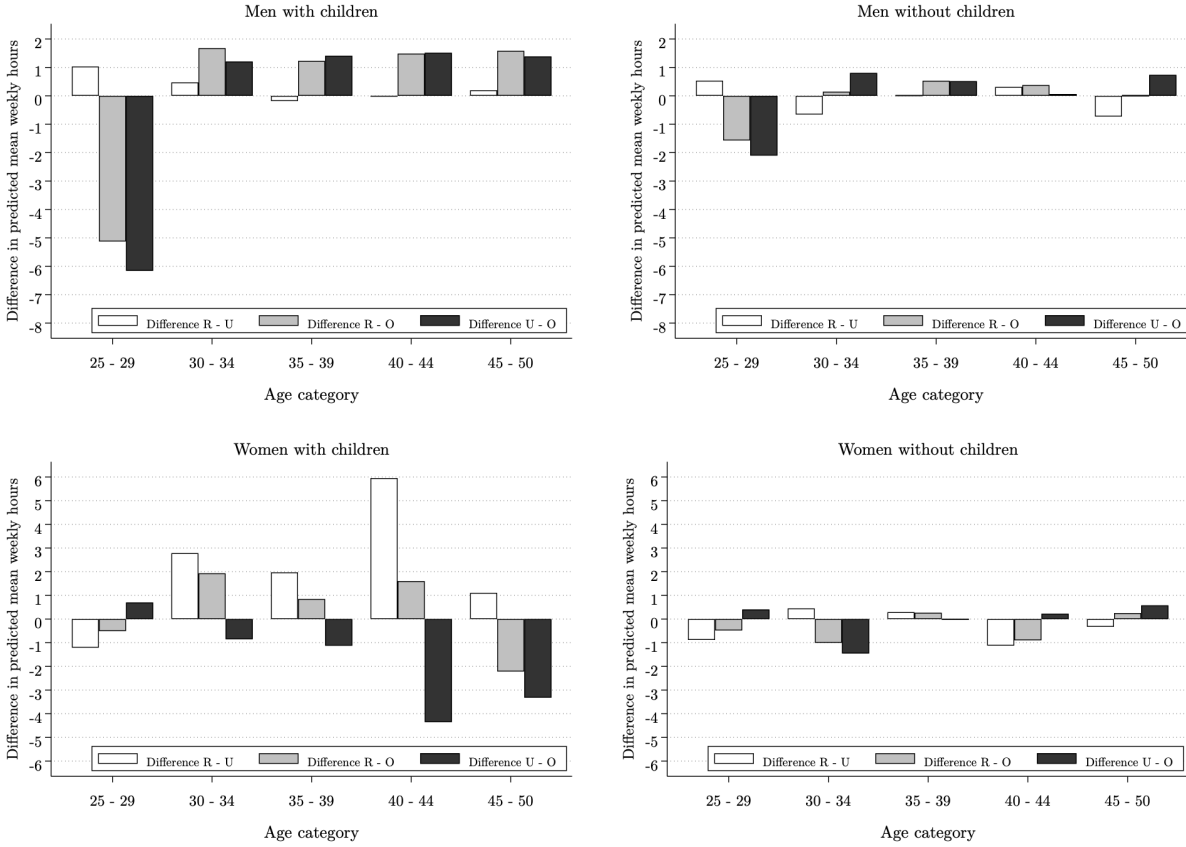 Men with children
Difference in predicted mean weekly hours
2
1
0
-1
-2
-3
-4
-5
-6
-7
-8
Difference R - U Difference R - O Difference U - O
25 - 29 30 - 34 35 - 39 40 - 44 45 - 50
Age category
Men without children
Difference in predicted mean weekly hours
2
1
0
-1
-2
-3
-4
-5
-6
-7
-8
Difference R - U Difference R - O Difference U - O
25 - 29 30 - 34 35 - 39 40 - 44 45 - 50
Age category
Women with children
Difference in predicted mean weekly hours
6
5
4
3
2
1
0
-1
-2
-3
-4
-5
-6
Difference R - U Difference R - O Difference U - O
25 - 29 30 - 34 35 - 39 40 - 44 45 - 50
Age category
Women without children
Difference in predicted mean weekly hours
6
5
4
3
2
1
0
-1
-2
-3
-4
-5
-6
Difference R - U Difference R - O Difference U - O
25 - 29 30 - 34 35 - 39 40 - 44 45 - 50
Age category